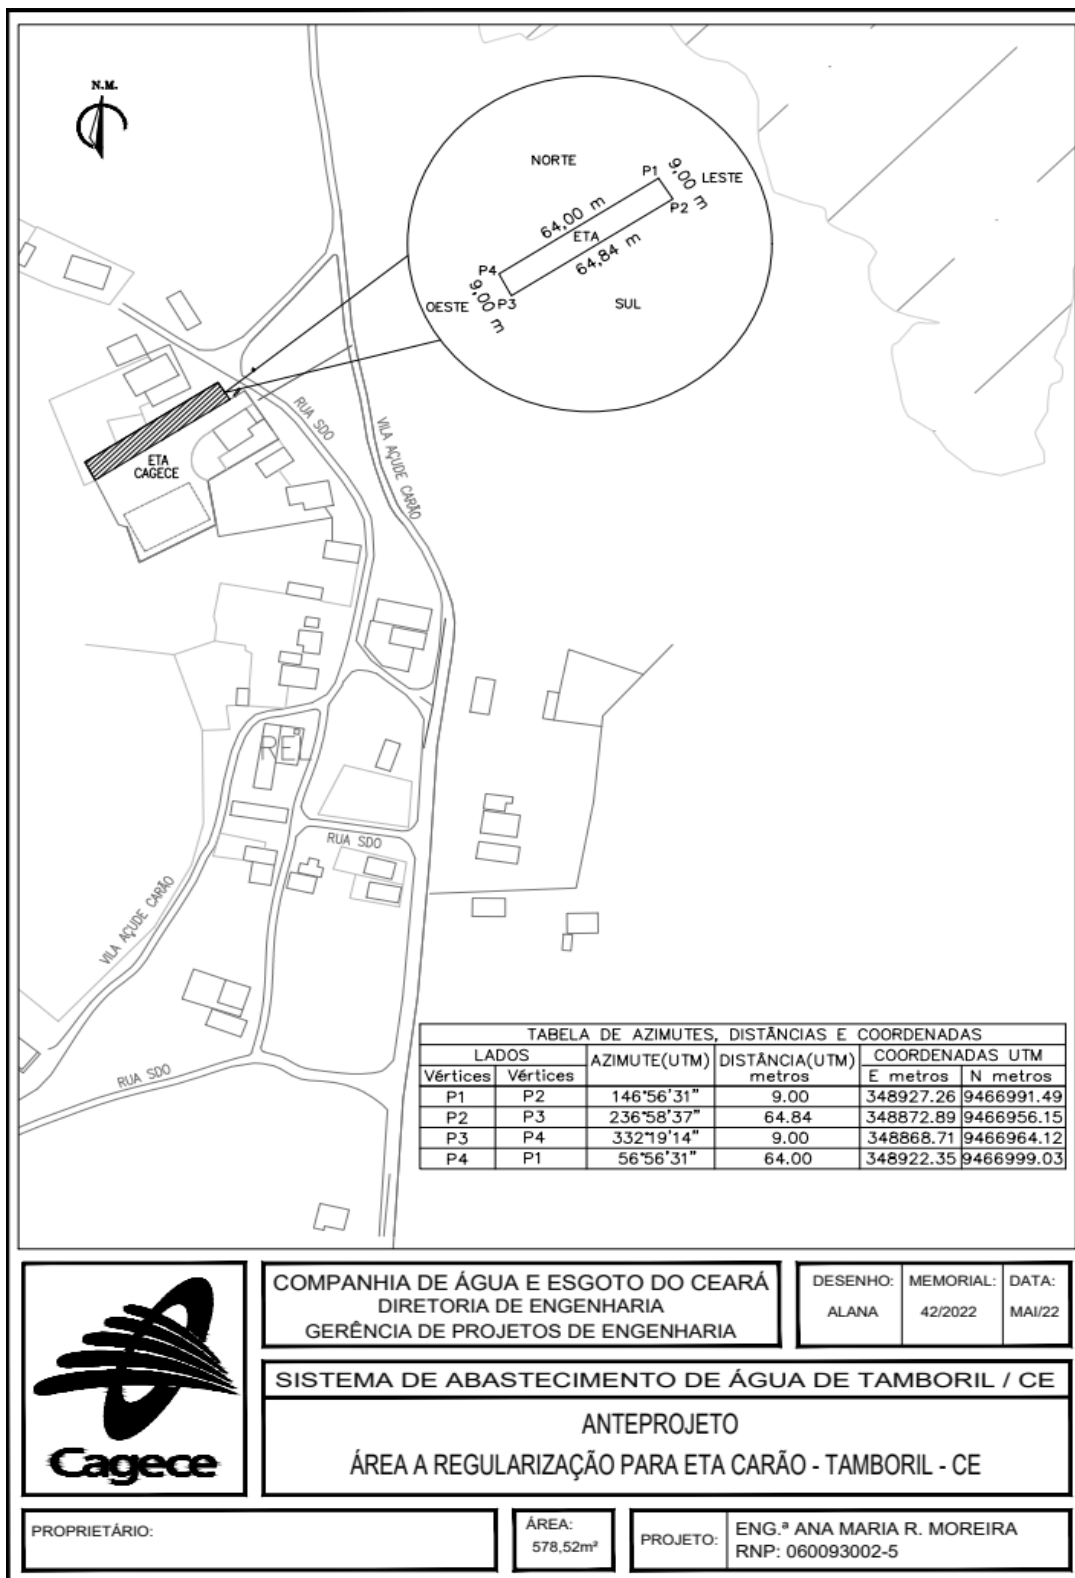 N.M.
NORTE
P1
9,00 m
LESTE
P2
64,00 m
ETA
64,84 m
P4
9,00 m
P3
OESTE
SUL
RUA SDO
VILA AÇUDE CARÃO
ETA
CAGECE
REL
RUA SDO
VILA AÇUDE CARÃO
RUA SDO
TABELA DE AZIMUTES, DISTÂNCIAS E COORDENADAS
LADOS AZIMUTE(UTM) DISTÂNCIA(UTM) metros COORDENADAS UTM
Vértices Vértices E metros N metros
P1 P2 146°56'31" 9.00 348927.26 9466991.49
P2 P3 236°58'37" 64.84 348872.89 9466956.15
P3 P4 332°19'14" 9.00 348868.71 9466964.12
P4 P1 56°56'31" 64.00 348922.35 9466999.03
Cagece
COMPANHIA DE ÁGUA E ESGOTO DO CEARÁ
DIRETORIA DE ENGENHARIA
GERÊNCIA DE PROJETOS DE ENGENHARIA
DESENHO: MEMORIAL: DATA:
ALANA 42/2022 MAI/22
SISTEMA DE ABASTECIMENTO DE ÁGUA DE TAMBORIL / CE
ANTEPROJETO
ÁREA A REGULARIZAÇÃO PARA ETA CARÃO - TAMBORIL - CE
PROPRIETÁRIO:
ÁREA:
578,52m²
PROJETO:
ENG.ª ANA MARIA R. MOREIRA
RNP: 060093002-5